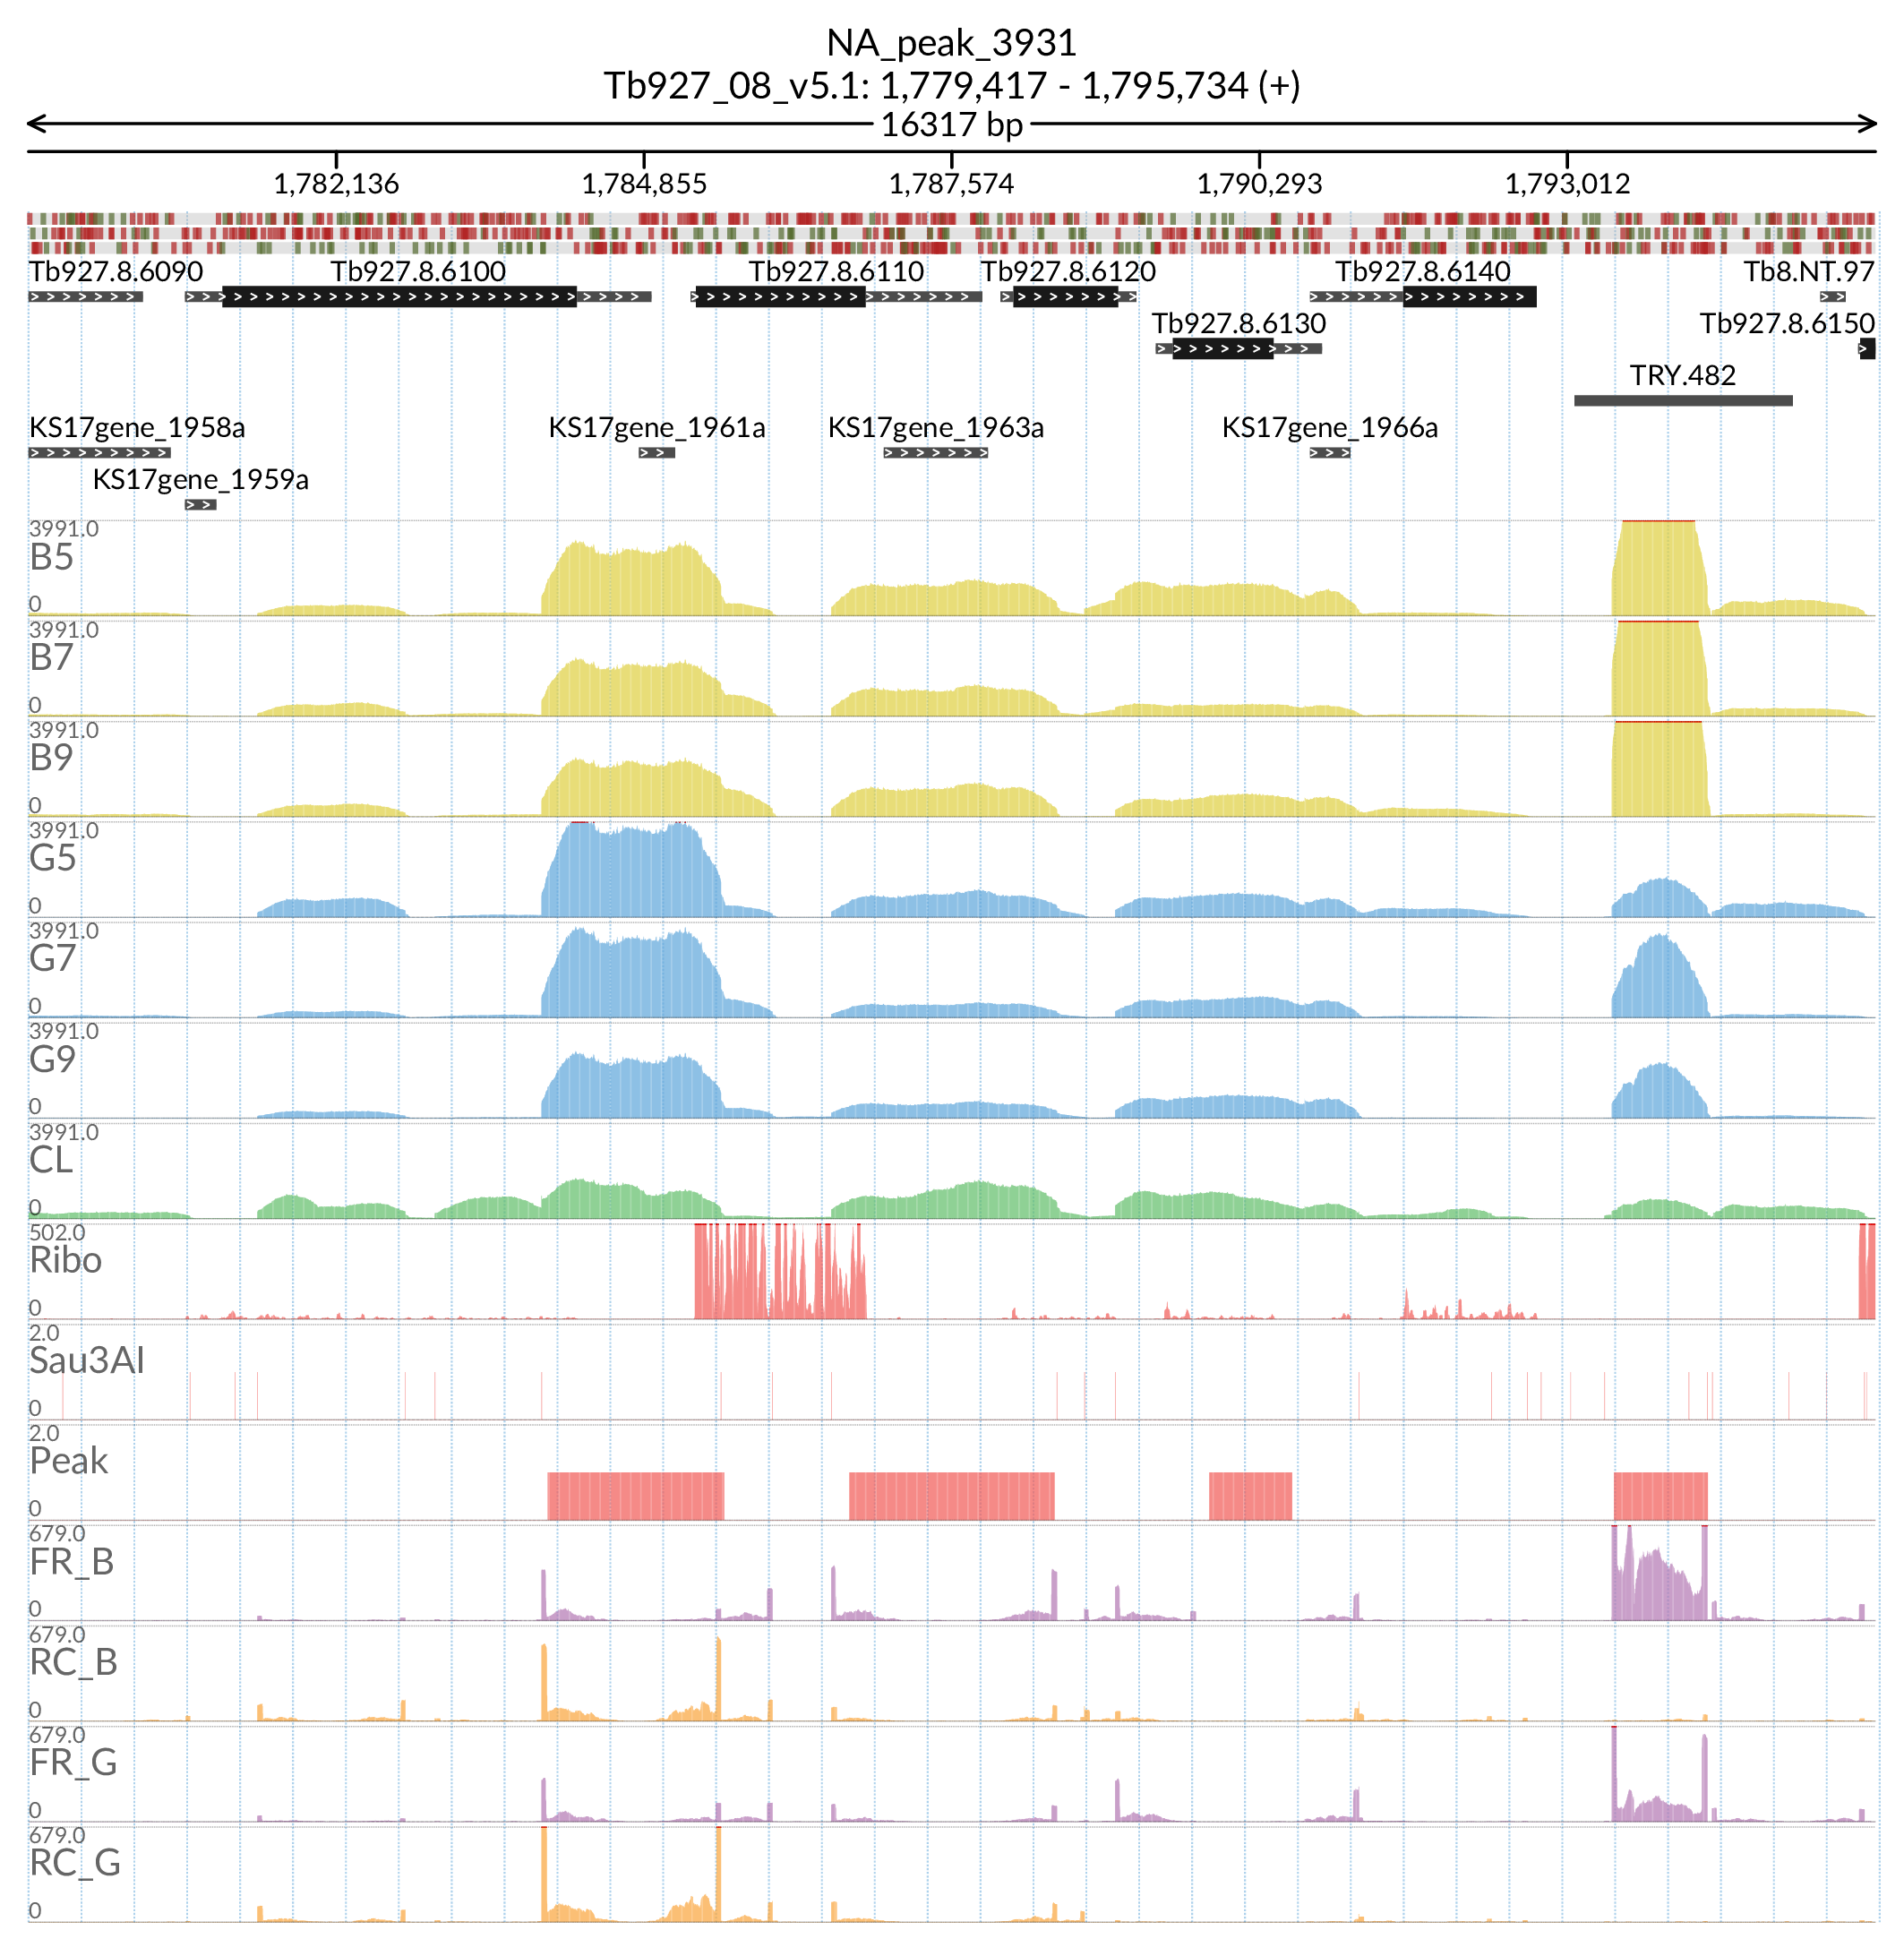 NA_peak_3931
Tb927_08_v5.1: 1,779,417 - 1,795,734 (+)
16317 bp
1,782,136 1,784,855 1,787,574 1,790,293 1,793,012
Tb927.8.6090 Tb927.8.6100 Tb927.8.6110 Tb927.8.6120 Tb927.8.6140 Tb8.NT.97
Tb927.8.6130 Tb927.8.6150
TRY.482
KS17gene_1958a KS17gene_1961a KS17gene_1963a KS17gene_1966a
KS17gene_1959a
3991.0
B5
0
3991.0
B7
0
3991.0
B9
0
3991.0
G5
0
3991.0
G7
0
3991.0
G9
0
3991.0
CL
0
502.0
Ribo
0
2.0
Sau3AI
0
2.0
Peak
0
679.0
FR_B
0
679.0
RC_B
0
679.0
FR_G
0
679.0
RC_G
0